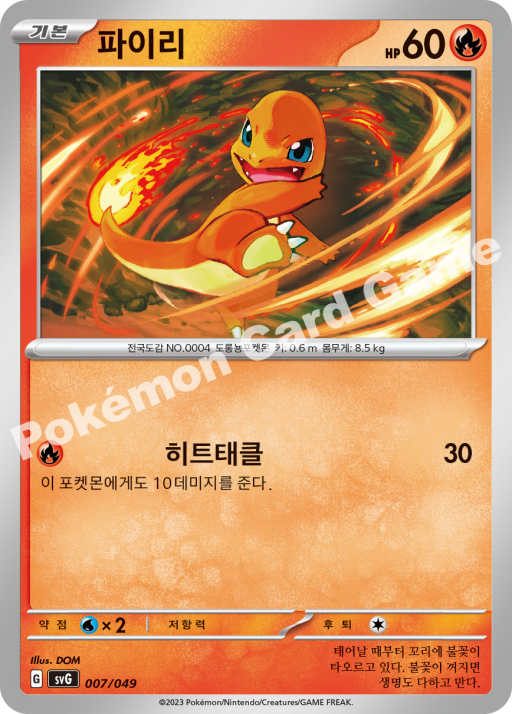 기본 파이리 HP 60
전국도감 NO.0004 도롱뇽포켓몬 키: 0.6 m 몸무게: 8.5 kg
Pokémon Card Game
히트태클 30
이 포켓몬에게도 10데미지를 준다.
약점 ×2 저항력 후퇴
Illus. DOM
G svG 007/049
태어날 때부터 꼬리에 불꽃이
타오르고 있다. 불꽃이 꺼지면
생명도 다하고 만다.
©2023 Pokémon/Nintendo/Creatures/GAME FREAK.